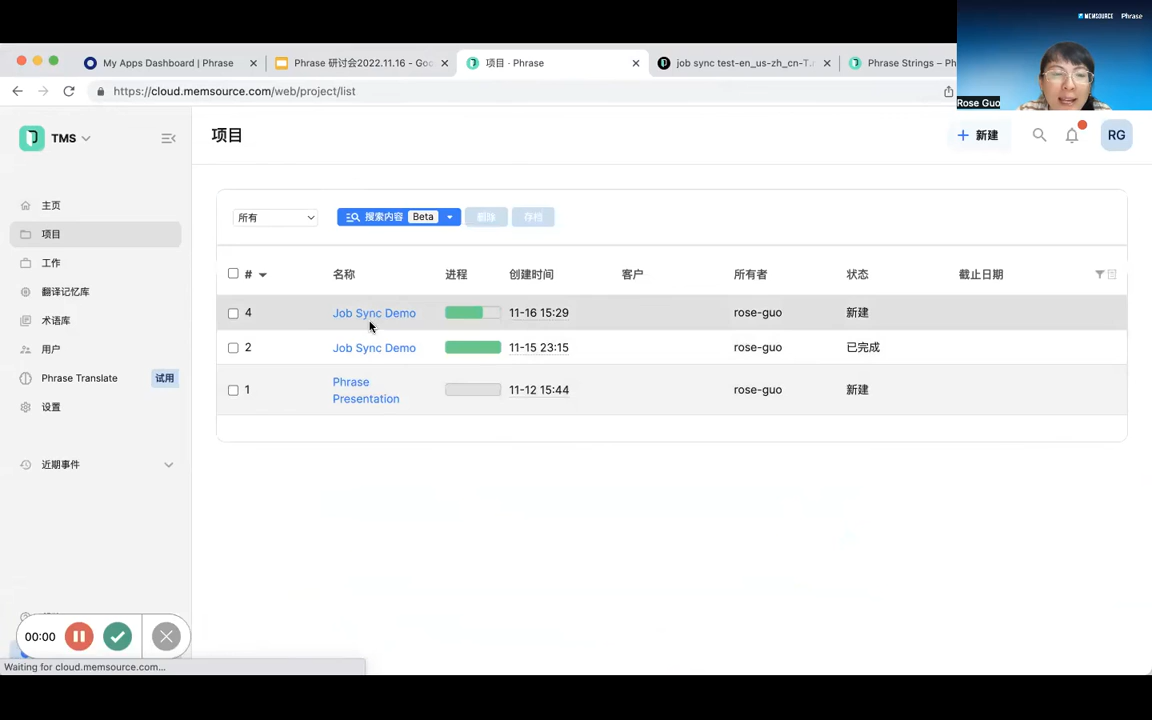 MEMSOURCE Phrase
My Apps Dashboard | Phrase
Phrase 研讨会2022.11.16 - Goo
项目 - Phrase
job sync test-en_us-zh_cn-T
Phrase Strings – Ph
https://cloud.memsource.com/web/project/list
Rose Guo
TMS
项目
新建
RG
主页
项目
工作
翻译记忆库
术语库
用户
Phrase Translate 试用
设置
近期事件
所有
搜索内容 Beta
删除
存档
# 名称 进程 创建时间 客户 所有者 状态 截止日期
4 Job Sync Demo 11-16 15:29 rose-guo 新建
2 Job Sync Demo 11-15 23:15 rose-guo 已完成
1 Phrase
Presentation 11-12 15:44 rose-guo 新建
00:00
Waiting for cloud.memsource.com...